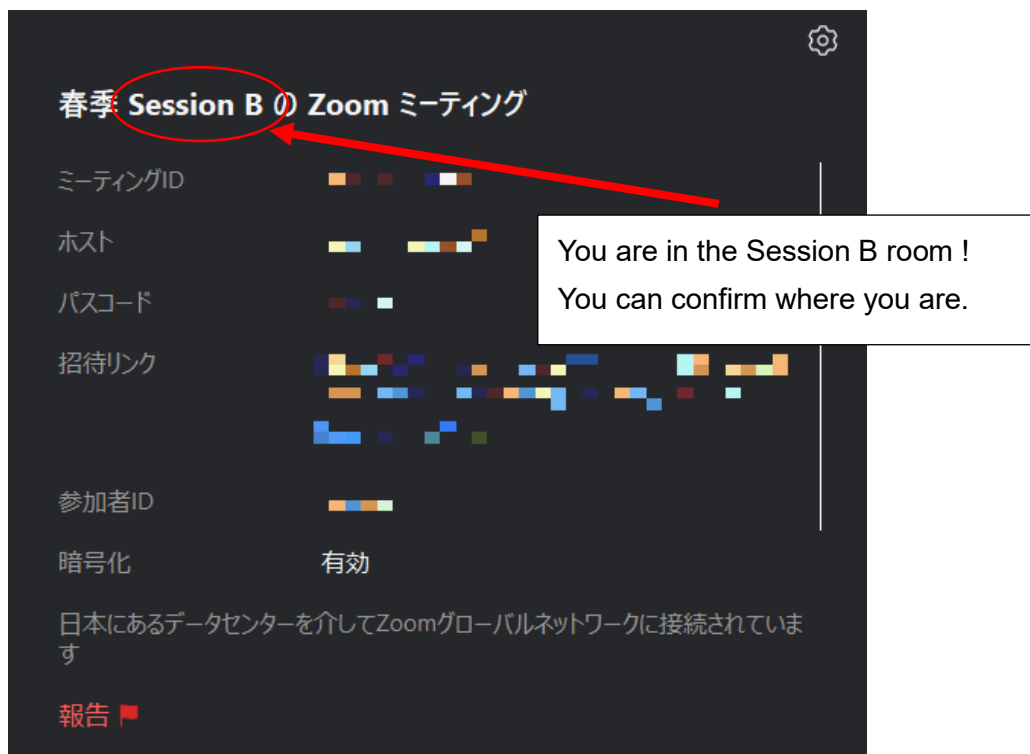 春季 Session B の Zoom ミーティング
ミーティングID
ホスト
You are in the Session B room !
You can confirm where you are.
パスコード
招待リンク
参加者ID
暗号化 有効
日本にあるデータセンターを介してZoomグローバルネットワークに接続されていま
す
報告